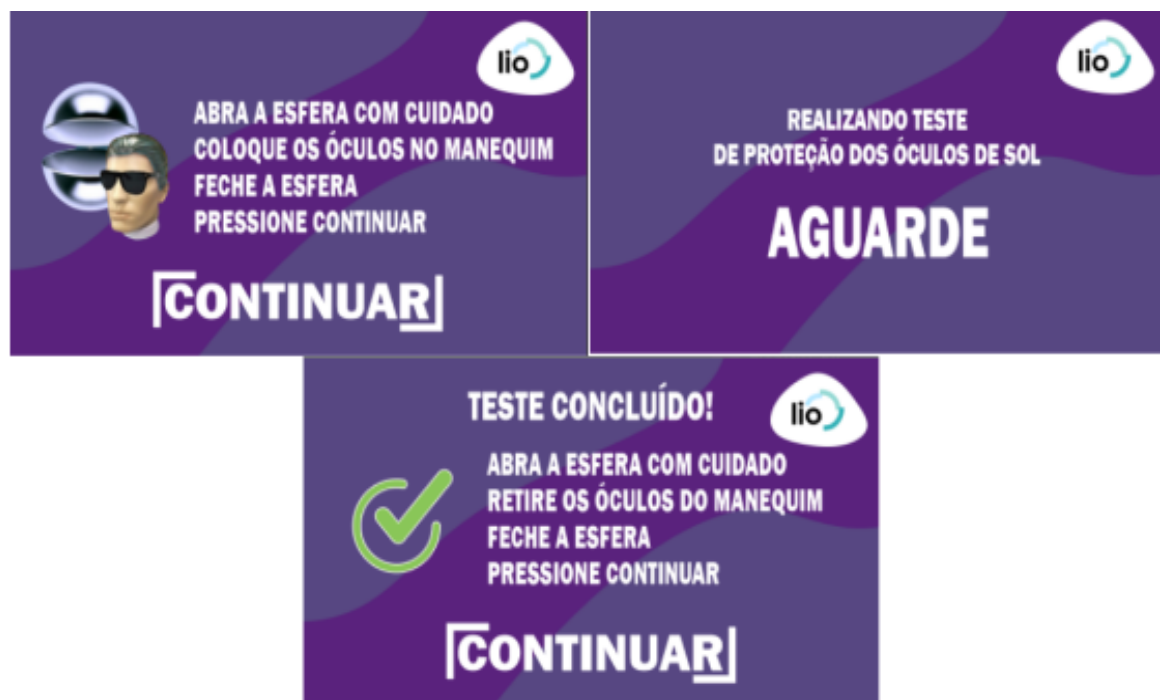 lio
ABRA A ESFERA COM CUIDADO
COLOQUE OS ÓCULOS NO MANEQUIM
FECHE A ESFERA
PRESSIONE CONTINUAR
CONTINUAR
lio
REALIZANDO TESTE
DE PROTEÇÃO DOS ÓCULOS DE SOL
AGUARDE
TESTE CONCLUÍDO!
lio
ABRA A ESFERA COM CUIDADO
RETIRE OS ÓCULOS DO MANEQUIM
FECHE A ESFERA
PRESSIONE CONTINUAR
CONTINUAR